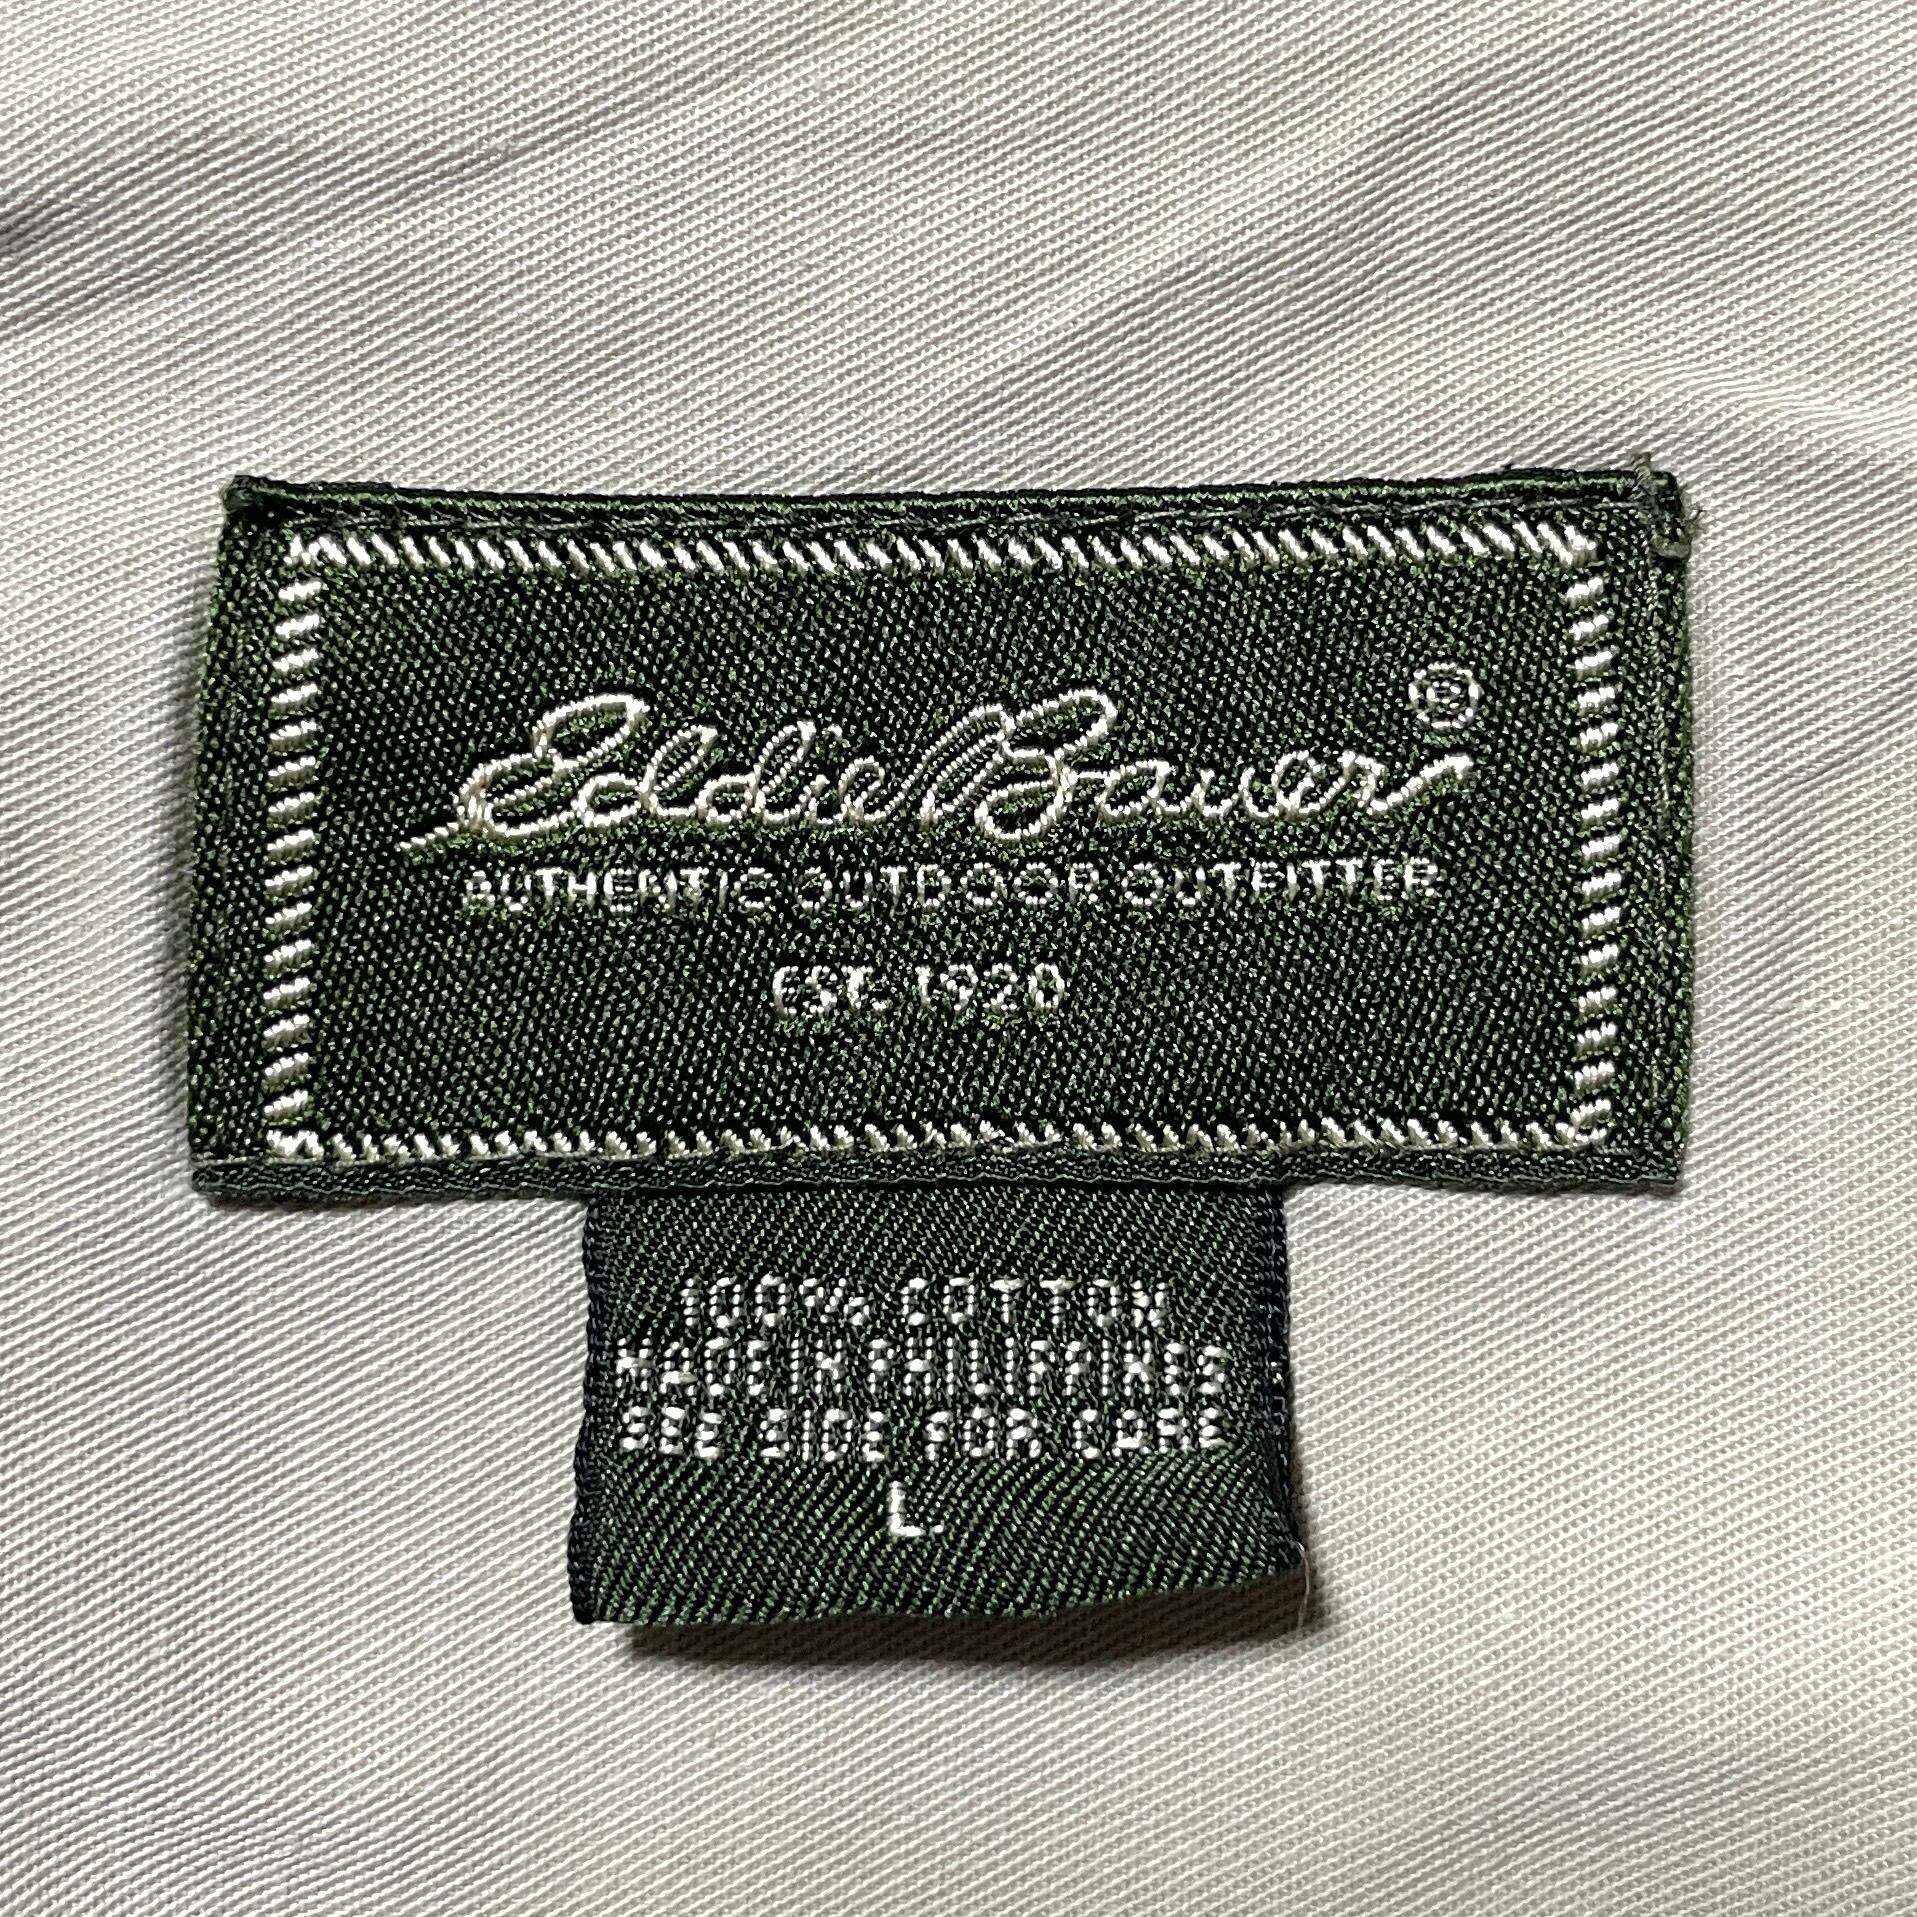 Eddie Bauer®
AUTHENTIC OUTDOOR OUTFITTER
EST. 1920
100% COTTON
MADE IN PHILIPPINES
SEE SIDE FOR CARE
L